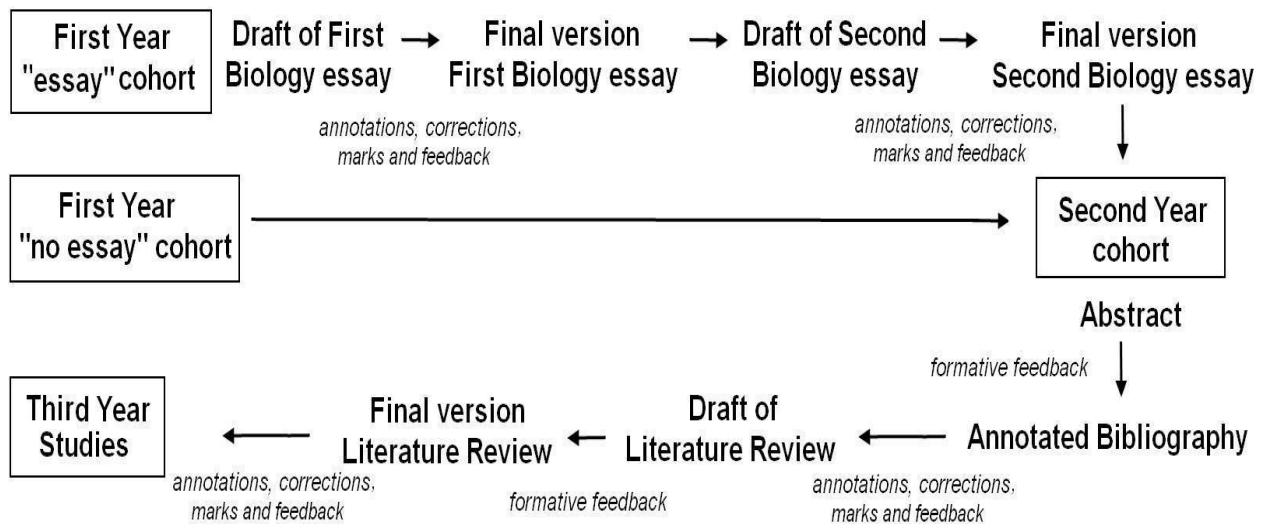 First Year
"essay" cohort
Draft of First
Biology essay
Final version
First Biology essay
Draft of Second
Biology essay
Final version
Second Biology essay
annotations, corrections,
marks and feedback
annotations, corrections,
marks and feedback
First Year
"no essay" cohort
Second Year
cohort
Abstract
formative feedback
Annotated Bibliography
annotations, corrections,
marks and feedback
Draft of
Literature Review
formative feedback
Final version
Literature Review
annotations, corrections,
marks and feedback
Third Year
Studies